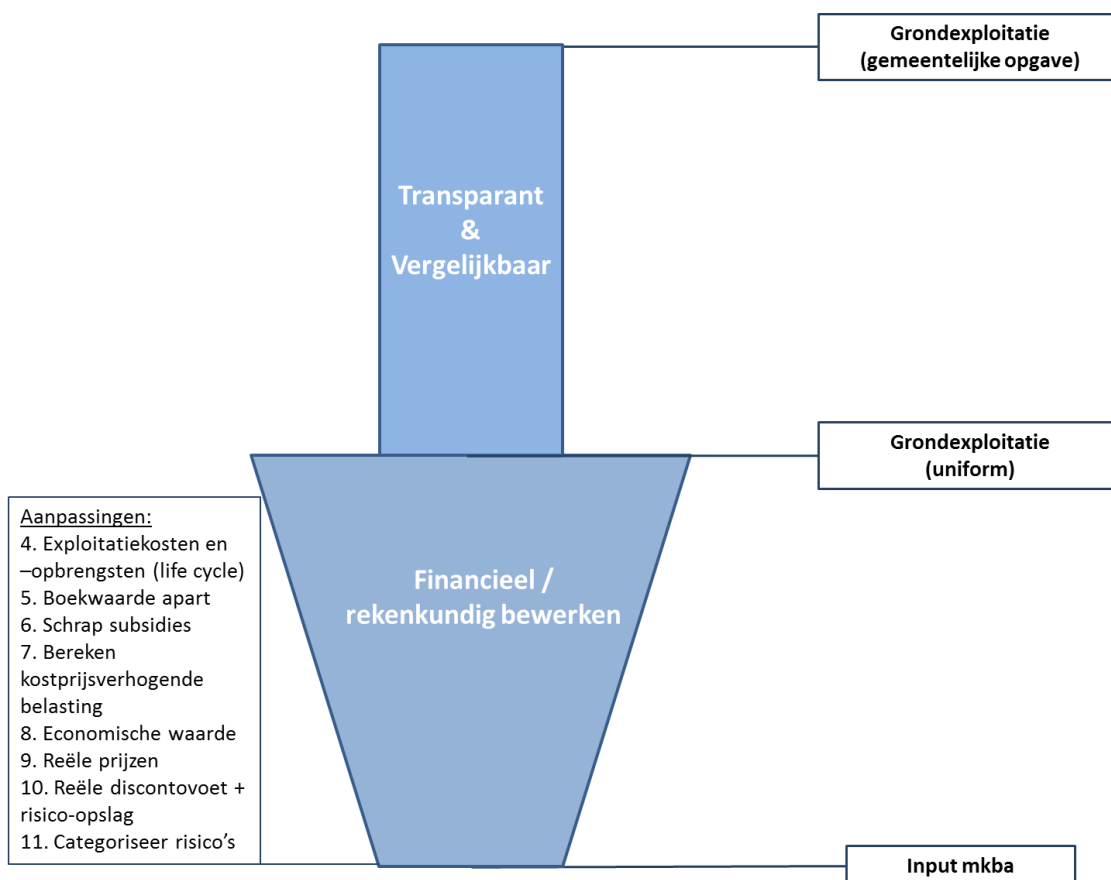 Grondexploitatie
(gemeentelijke opgave)
Transparant
&
Vergelijkbaar
Grondexploitatie
(uniform)
Aanpassingen:
4. Exploitatiekosten en
–opbrengsten (life cycle)
5. Boekwaarde apart
6. Schrap subsidies
7. Bereken
kostprijsverhogende
belasting
8. Economische waarde
9. Reële prijzen
10. Reële discontovoet +
risico-opslag
11. Categoriseer risico’s
Financieel /
rekenkundig bewerken
Input mkba